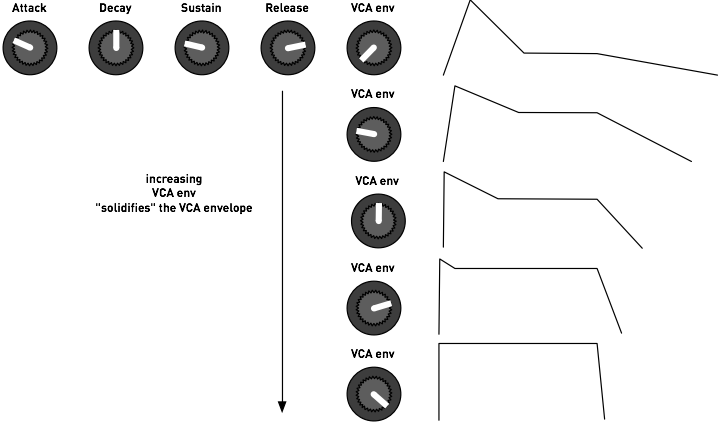 Attack
Decay
Sustain
Release
VCA env
VCA env
VCA env
increasing
VCA env
"solidifies" the VCA envelope
VCA env
VCA env